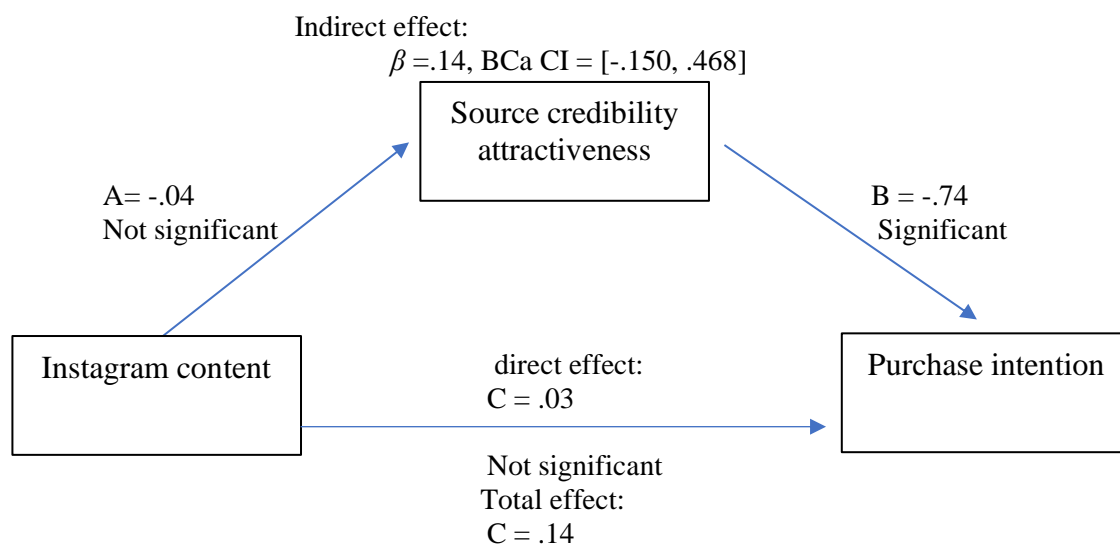 Indirect effect:
β =.14, BCa CI = [-.150, .468]
Source credibility
attractiveness
A= -.04
Not significant
B = -.74
Significant
Instagram content
direct effect:
C = .03
Purchase intention
Not significant
Total effect:
C = .14